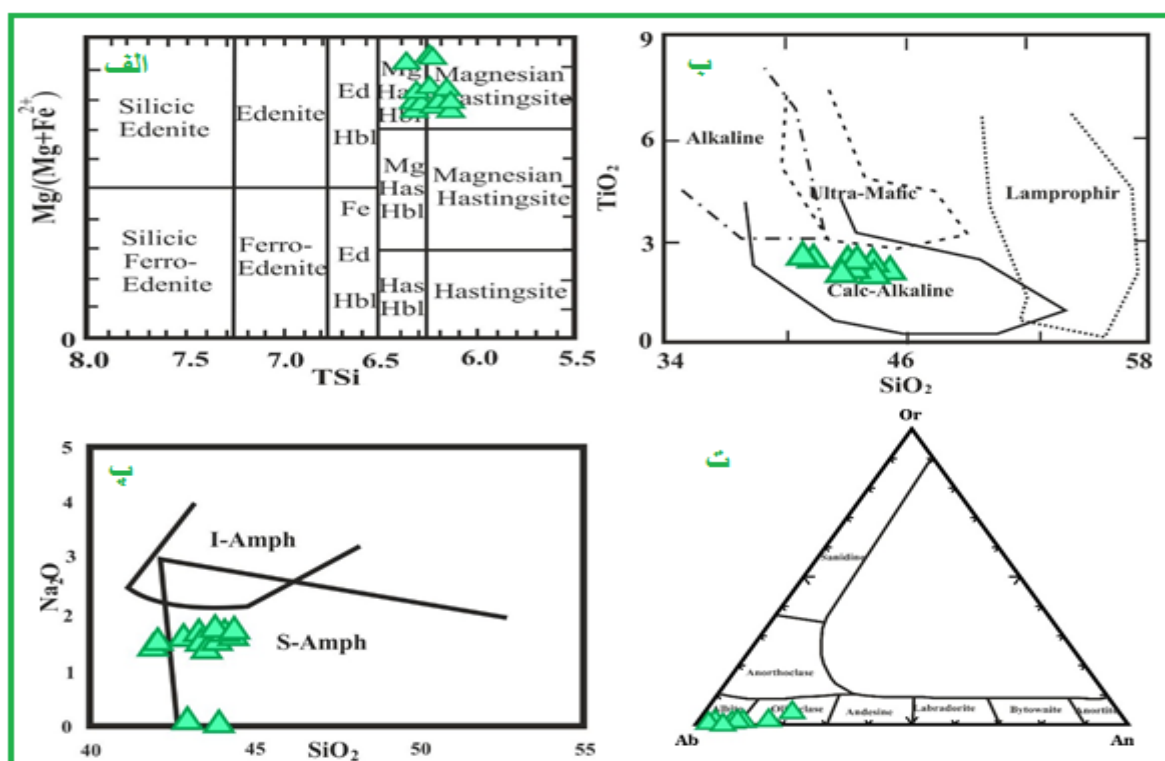 الف
Mg/(Mg+Fe²⁺)
Silicic
Edenite
Edenite
Ed
Hbl
Mg
Has
Hbl
Magnesian
Hastingsite
Silicic
Ferro-
Edenite
Ferro-
Edenite
Fe
Ed
Hbl
Mg
Has
Hbl
Magnesian
Hastingsite
Has
Hbl
Hastingsite
0
8.0 7.5 7.0 6.5 6.0 5.5
TSi
ب
TiO₂
9
6
3
0
Alkaline
Ultra-Mafic
Lamprophir
Calc-Alkaline
34 46 58
SiO₂
پ
Na₂O
5
4
3
2
1
0
I-Amph
S-Amph
40 45 50 55
SiO₂
ت
Or
Sanidine
Anorthoclase
Andesine
Labradorite
Bytownite
Ab An